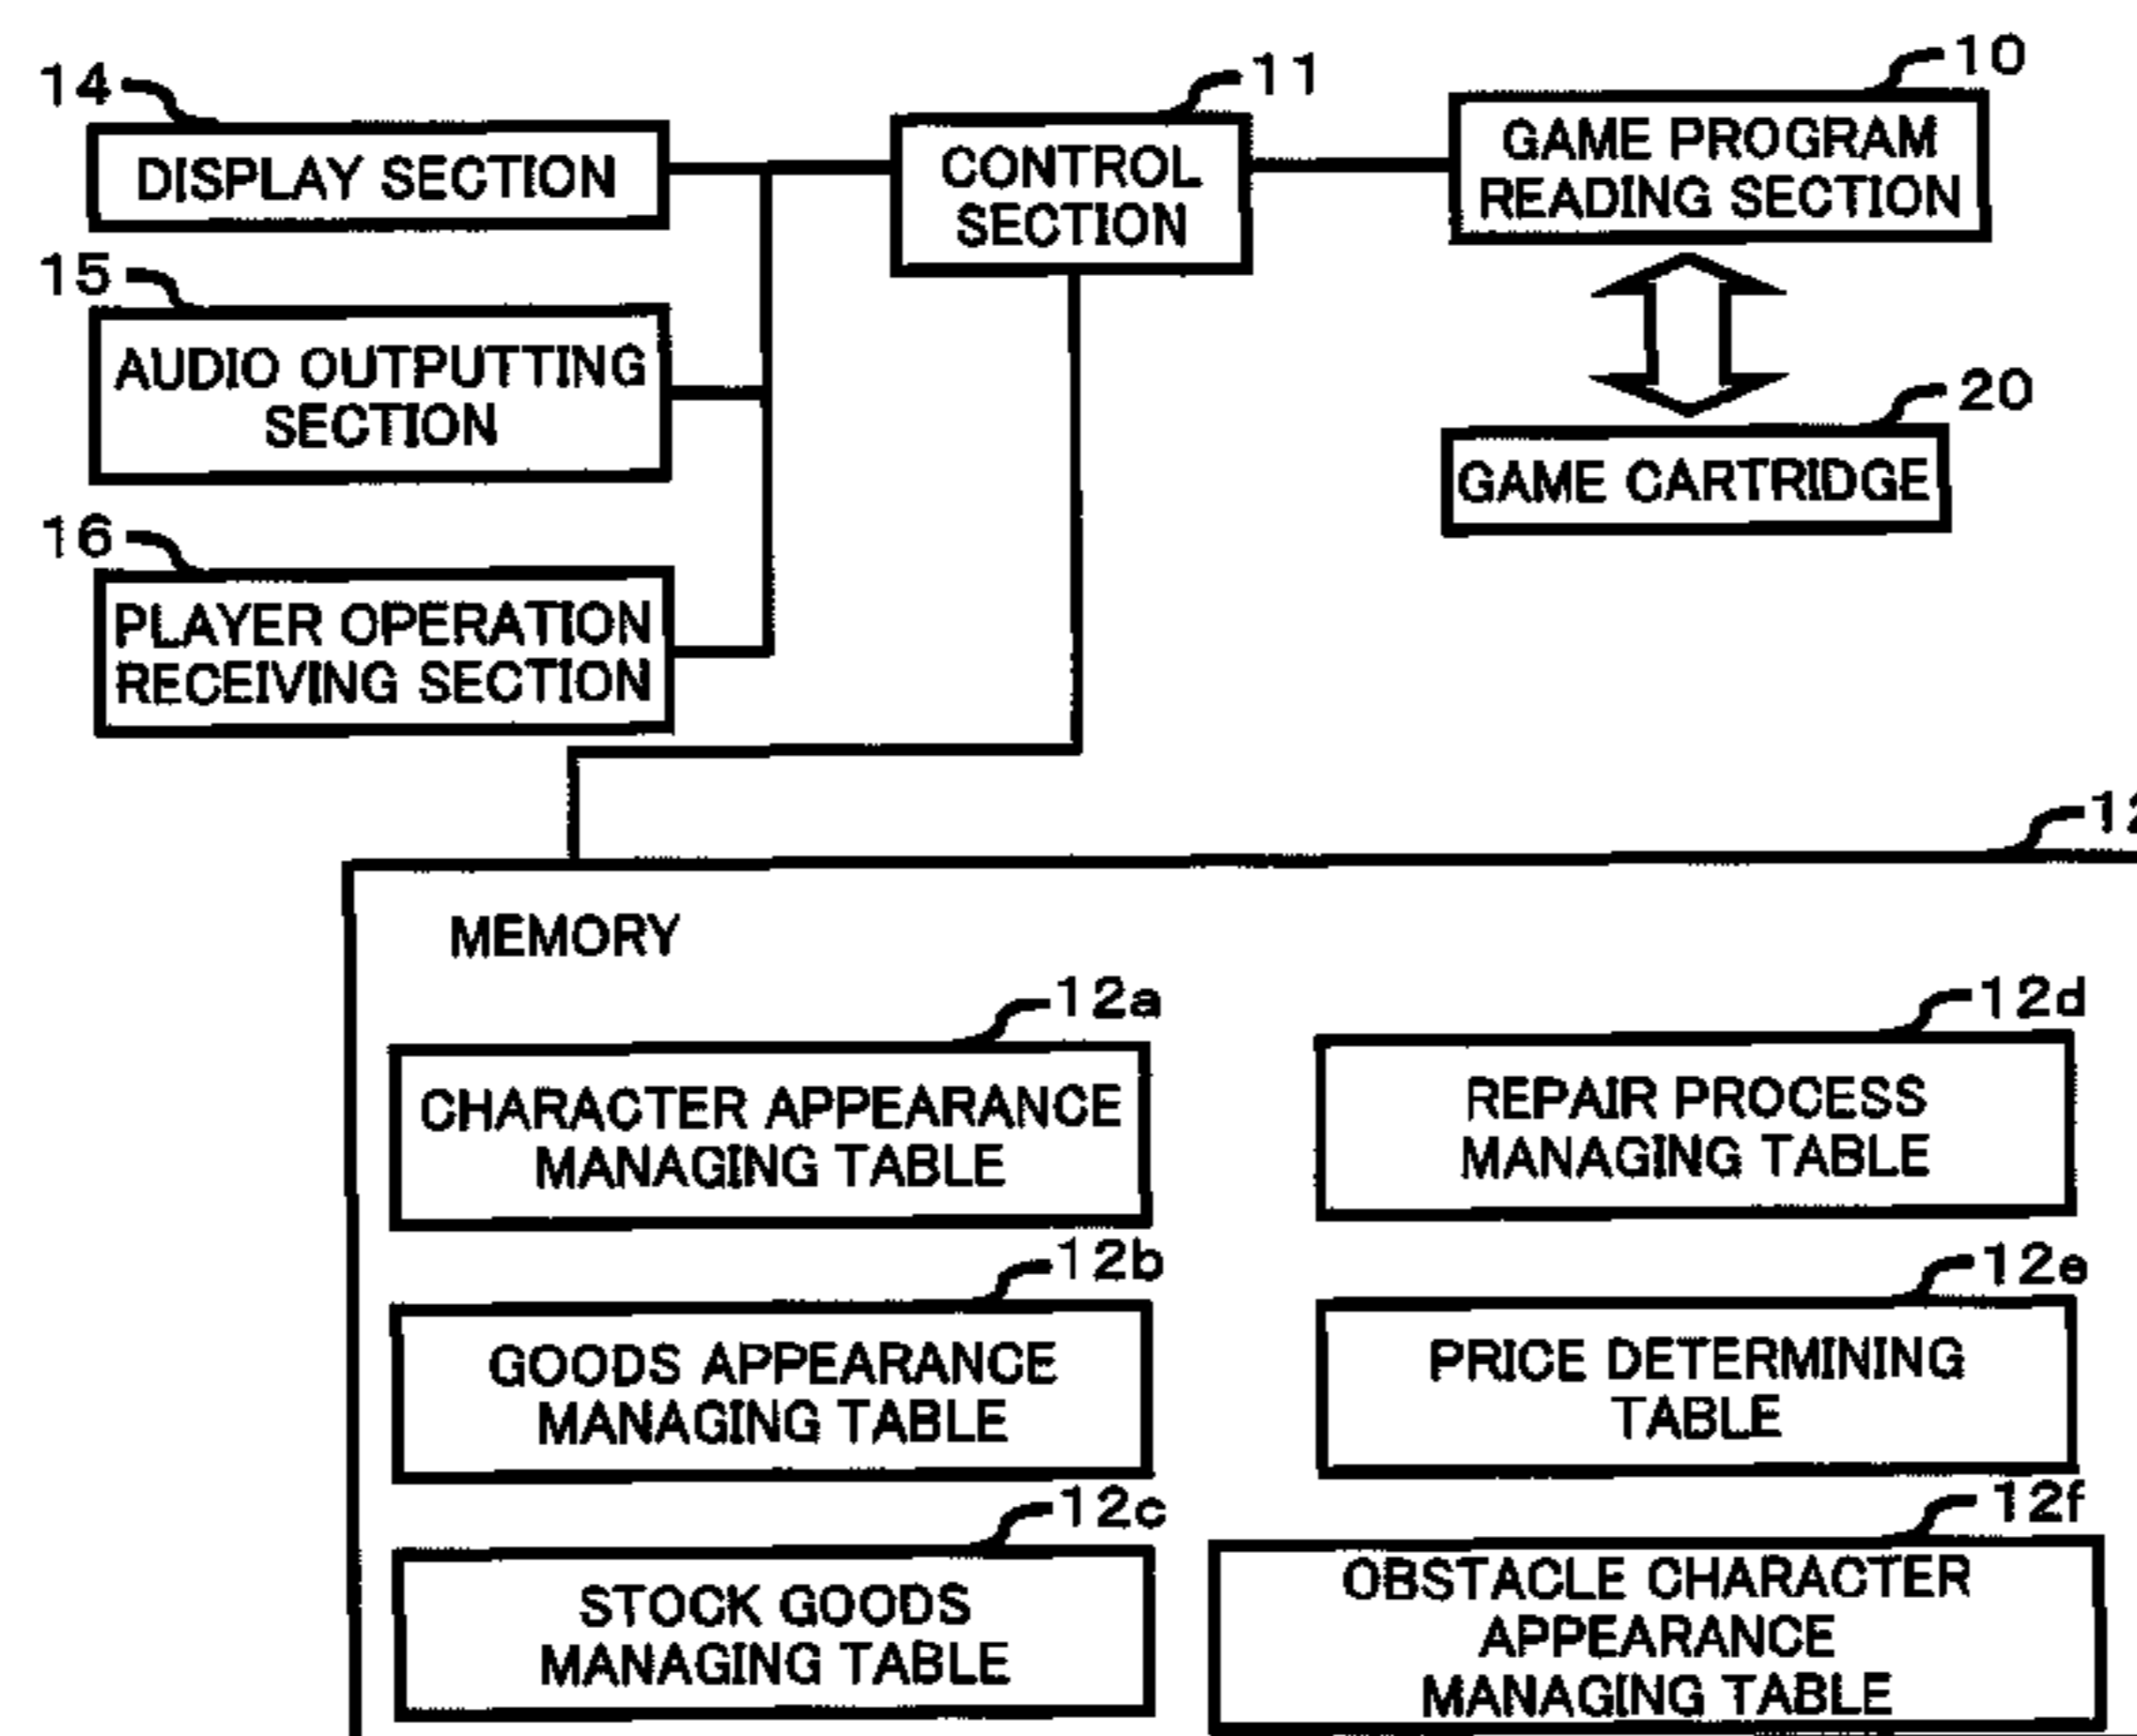 14
DISPLAY SECTION
11
CONTROL
SECTION
10
GAME PROGRAM
READING SECTION
15
AUDIO OUTPUTTING
SECTION
20
GAME CARTRIDGE
16
PLAYER OPERATION
RECEIVING SECTION
12
MEMORY
12a
CHARACTER APPEARANCE
MANAGING TABLE
12d
REPAIR PROCESS
MANAGING TABLE
12b
GOODS APPEARANCE
MANAGING TABLE
12e
PRICE DETERMINING
TABLE
12c
STOCK GOODS
MANAGING TABLE
12f
OBSTACLE CHARACTER
APPEARANCE
MANAGING TABLE